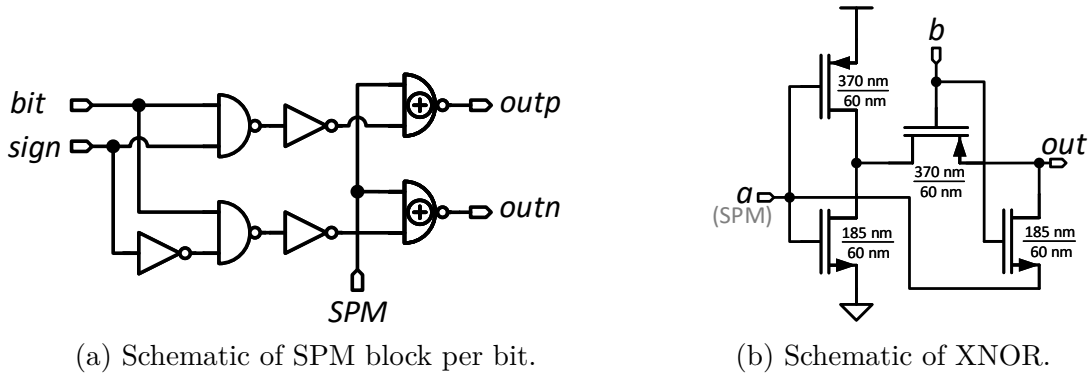 bit
sign
outp
outn
SPM
(a) Schematic of SPM block per bit.
b
370 nm
60 nm
out
370 nm
60 nm
a
(SPM)
185 nm
60 nm
185 nm
60 nm
(b) Schematic of XNOR.